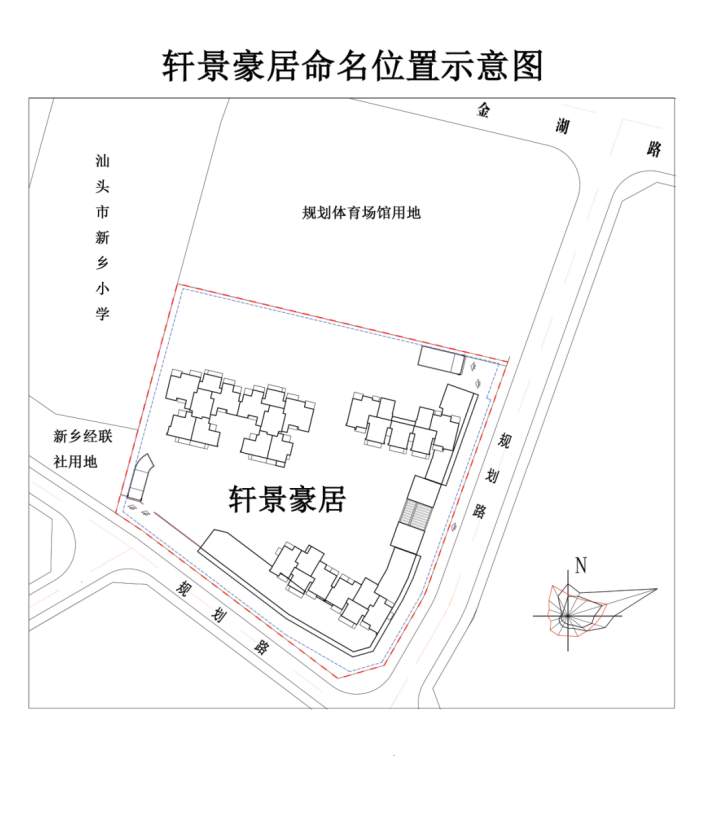 轩景豪居命名位置示意图
金湖路
汕头市新乡小学
规划体育场馆用地
新乡经联
社用地
规划路
轩景豪居
规划路
N